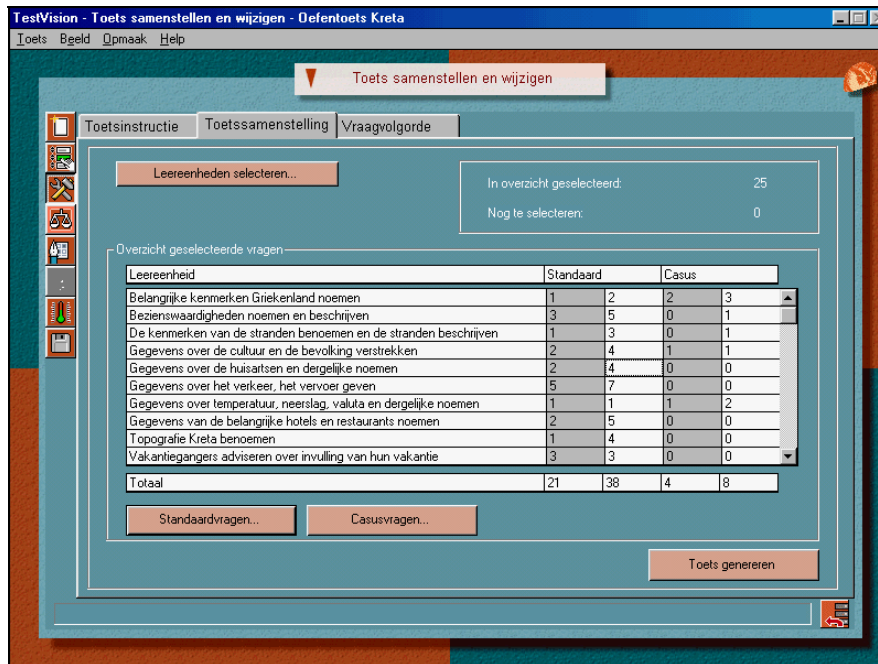 TestVision - Toets samenstellen en wijzigen - Oefentoets Kreta
Toets Beeld Opmaak Help
Toets samenstellen en wijzigen
Toetsinstructie Toetssamenstelling Vraagvolgorde
Leereenheden selecteren...
In overzicht geselecteerd: 25
Nog te selecteren: 0
Overzicht geselecteerde vragen
Leereenheid Standaard Casus
Belangrijke kenmerken Griekenland noemen 1 2 2 3
Bezienswaardigheden noemen en beschrijven 3 5 0 1
De kenmerken van de stranden benoemen en de stranden beschrijven 1 3 0 1
Gegevens over de cultuur en de bevolking verstrekken 2 4 1 1
Gegevens over de huisartsen en dergelijke noemen 2 4 0 0
Gegevens over het verkeer, het vervoer geven 5 7 0 0
Gegevens over temperatuur, neerslag, valuta en dergelijke noemen 1 1 1 2
Gegevens van de belangrijke hotels en restaurants noemen 2 5 0 0
Topografie Kreta benoemen 1 4 0 0
Vakantiegangers adviseren over invulling van hun vakantie 3 3 0 0
Totaal 21 38 4 8
Standaardvragen... Casusvragen...
Toets genereren